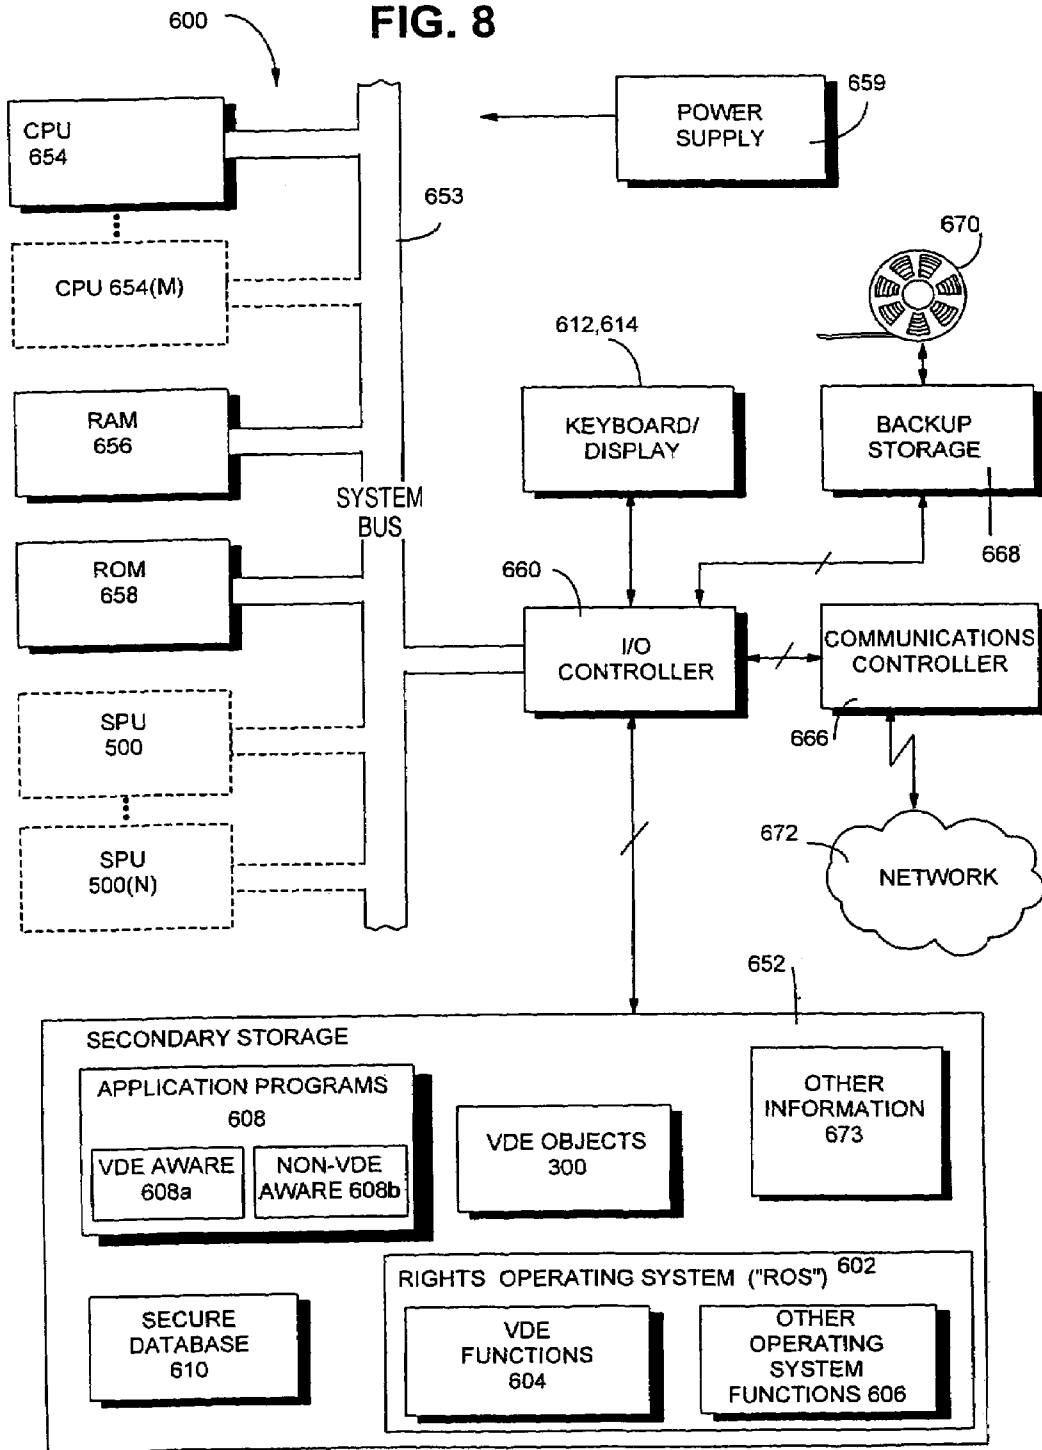 FIG. 8
600
CPU
654
CPU 654(M)
RAM
656
ROM
658
SPU
500
SPU
500(N)
653
SYSTEM
BUS
POWER
SUPPLY
659
670
612,614
KEYBOARD/
DISPLAY
BACKUP
STORAGE
668
660
I/O
CONTROLLER
COMMUNICATIONS
CONTROLLER
666
672
NETWORK
652
SECONDARY STORAGE
APPLICATION PROGRAMS
608
VDE AWARE
608a
NON-VDE
AWARE 608b
VDE OBJECTS
300
OTHER
INFORMATION
673
SECURE
DATABASE
610
RIGHTS OPERATING SYSTEM ("ROS") 602
VDE
FUNCTIONS
604
OTHER
OPERATING
SYSTEM
FUNCTIONS 606